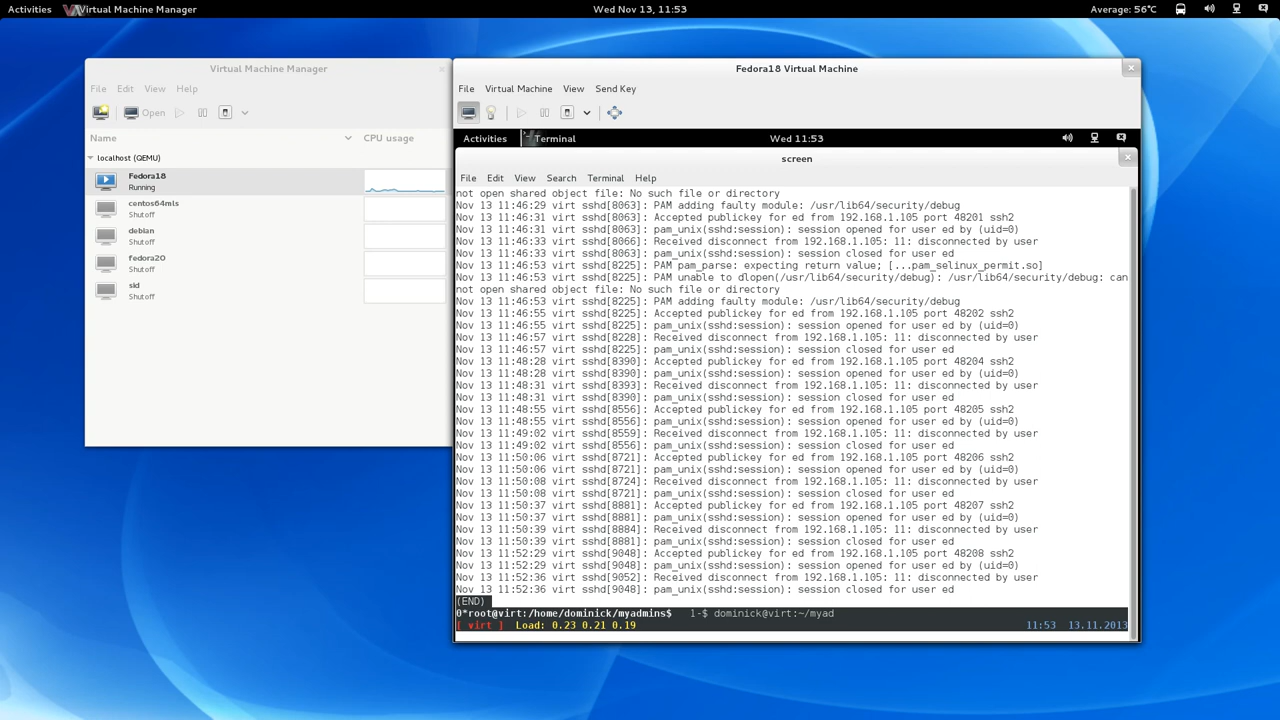 Activities Virtual Machine Manager Wed Nov 13, 11:53 Average: 56°C
Virtual Machine Manager
File Edit View Help
Open
Name CPU usage
localhost (QEMU)
Fedora18
Running
centos64mls
Shutoff
debian
Shutoff
fedora20
Shutoff
sid
Shutoff
Fedora18 Virtual Machine
File Virtual Machine View Send Key
Activities Terminal Wed 11:53
screen
File Edit View Search Terminal Help
not open shared object file: No such file or directory
Nov 13 11:46:29 virt sshd[8063]: PAM adding faulty module: /usr/lib64/security/debug
Nov 13 11:46:31 virt sshd[8063]: Accepted publickey for ed from 192.168.1.105 port 48201 ssh2
Nov 13 11:46:31 virt sshd[8063]: pam_unix(sshd:session): session opened for user ed by (uid=0)
Nov 13 11:46:33 virt sshd[8066]: Received disconnect from 192.168.1.105: 11: disconnected by user
Nov 13 11:46:33 virt sshd[8063]: pam_unix(sshd:session): session closed for user ed
Nov 13 11:46:53 virt sshd[8225]: PAM pam_parse: expecting return value; [...pam_selinux_permit.so]
Nov 13 11:46:53 virt sshd[8225]: PAM unable to dlopen(/usr/lib64/security/debug): /usr/lib64/security/debug: can
not open shared object file: No such file or directory
Nov 13 11:46:53 virt sshd[8225]: PAM adding faulty module: /usr/lib64/security/debug
Nov 13 11:46:55 virt sshd[8225]: Accepted publickey for ed from 192.168.1.105 port 48202 ssh2
Nov 13 11:46:55 virt sshd[8225]: pam_unix(sshd:session): session opened for user ed by (uid=0)
Nov 13 11:46:57 virt sshd[8228]: Received disconnect from 192.168.1.105: 11: disconnected by user
Nov 13 11:46:57 virt sshd[8225]: pam_unix(sshd:session): session closed for user ed
Nov 13 11:48:28 virt sshd[8390]: Accepted publickey for ed from 192.168.1.105 port 48204 ssh2
Nov 13 11:48:28 virt sshd[8390]: pam_unix(sshd:session): session opened for user ed by (uid=0)
Nov 13 11:48:31 virt sshd[8393]: Received disconnect from 192.168.1.105: 11: disconnected by user
Nov 13 11:48:31 virt sshd[8390]: pam_unix(sshd:session): session closed for user ed
Nov 13 11:48:55 virt sshd[8556]: Accepted publickey for ed from 192.168.1.105 port 48205 ssh2
Nov 13 11:48:55 virt sshd[8556]: pam_unix(sshd:session): session opened for user ed by (uid=0)
Nov 13 11:49:02 virt sshd[8559]: Received disconnect from 192.168.1.105: 11: disconnected by user
Nov 13 11:49:02 virt sshd[8556]: pam_unix(sshd:session): session closed for user ed
Nov 13 11:50:06 virt sshd[8721]: Accepted publickey for ed from 192.168.1.105 port 48206 ssh2
Nov 13 11:50:06 virt sshd[8721]: pam_unix(sshd:session): session opened for user ed by (uid=0)
Nov 13 11:50:08 virt sshd[8724]: Received disconnect from 192.168.1.105: 11: disconnected by user
Nov 13 11:50:08 virt sshd[8721]: pam_unix(sshd:session): session closed for user ed
Nov 13 11:50:37 virt sshd[8881]: Accepted publickey for ed from 192.168.1.105 port 48207 ssh2
Nov 13 11:50:37 virt sshd[8881]: pam_unix(sshd:session): session opened for user ed by (uid=0)
Nov 13 11:50:39 virt sshd[8884]: Received disconnect from 192.168.1.105: 11: disconnected by user
Nov 13 11:50:39 virt sshd[8881]: pam_unix(sshd:session): session closed for user ed
Nov 13 11:52:29 virt sshd[9048]: Accepted publickey for ed from 192.168.1.105 port 48208 ssh2
Nov 13 11:52:29 virt sshd[9048]: pam_unix(sshd:session): session opened for user ed by (uid=0)
Nov 13 11:52:36 virt sshd[9052]: Received disconnect from 192.168.1.105: 11: disconnected by user
Nov 13 11:52:36 virt sshd[9048]: pam_unix(sshd:session): session closed for user ed
(END)
0*root@virt:/home/dominick/myadmins$ 1-$ dominick@virt:~/myad
[ virt ] Load: 0.23 0.21 0.19 11:53 13.11.2013